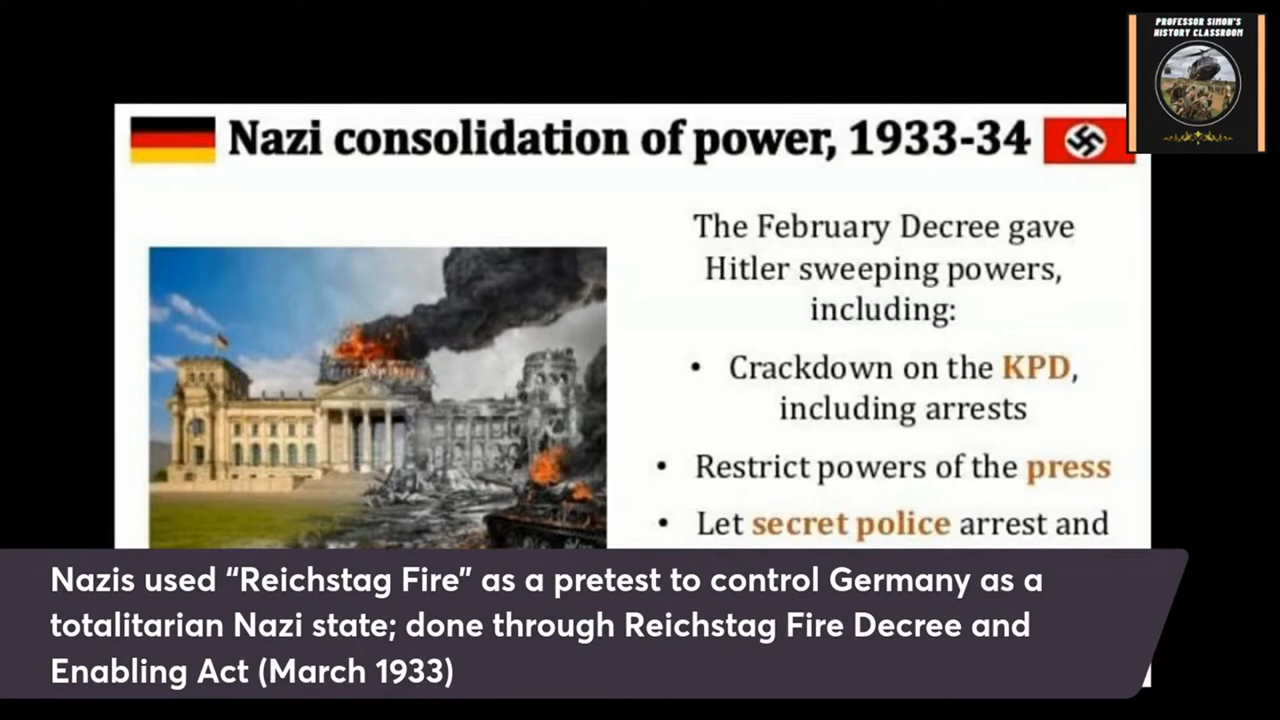 PROFESSOR SIMON'S
HISTORY CLASSROOM
Nazi consolidation of power, 1933-34
The February Decree gave
Hitler sweeping powers,
including:
• Crackdown on the KPD,
including arrests
• Restrict powers of the press
• Let secret police arrest and
Nazis used “Reichstag Fire” as a pretest to control Germany as a
totalitarian Nazi state; done through Reichstag Fire Decree and
Enabling Act (March 1933)